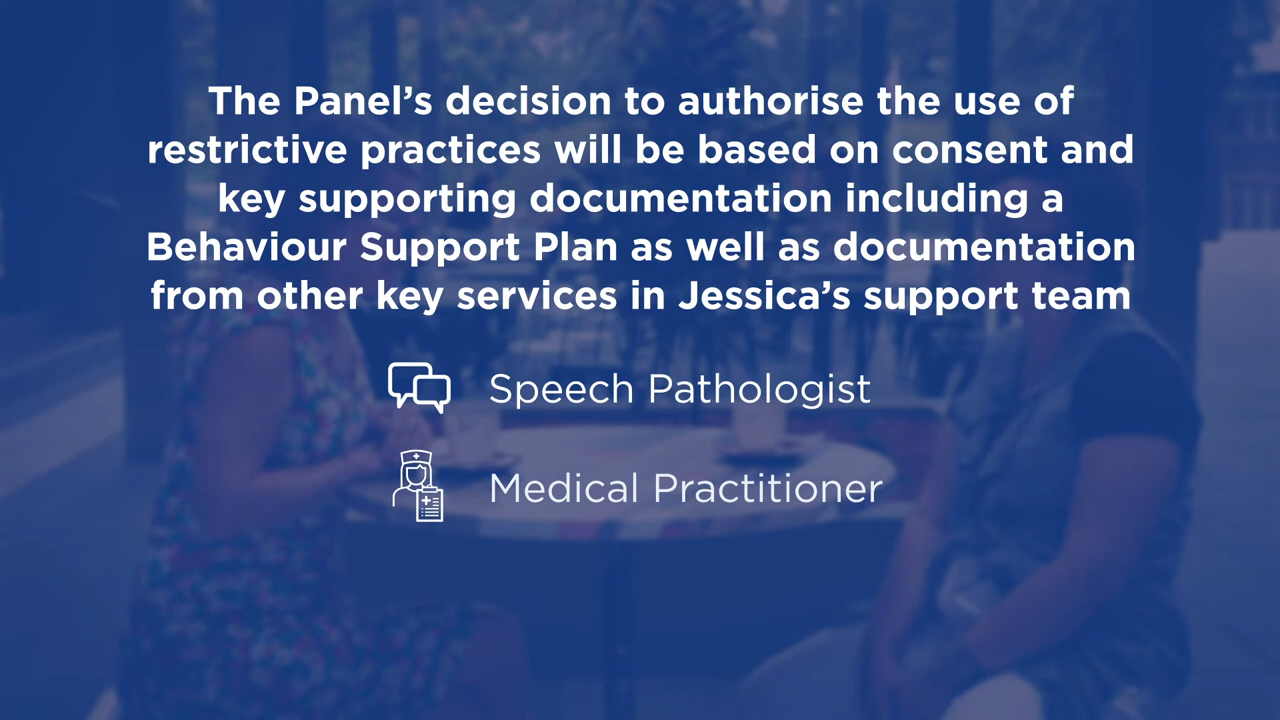 The Panel’s decision to authorise the use of
restrictive practices will be based on consent and
key supporting documentation including a
Behaviour Support Plan as well as documentation
from other key services in Jessica’s support team
Speech Pathologist
Medical Practitioner